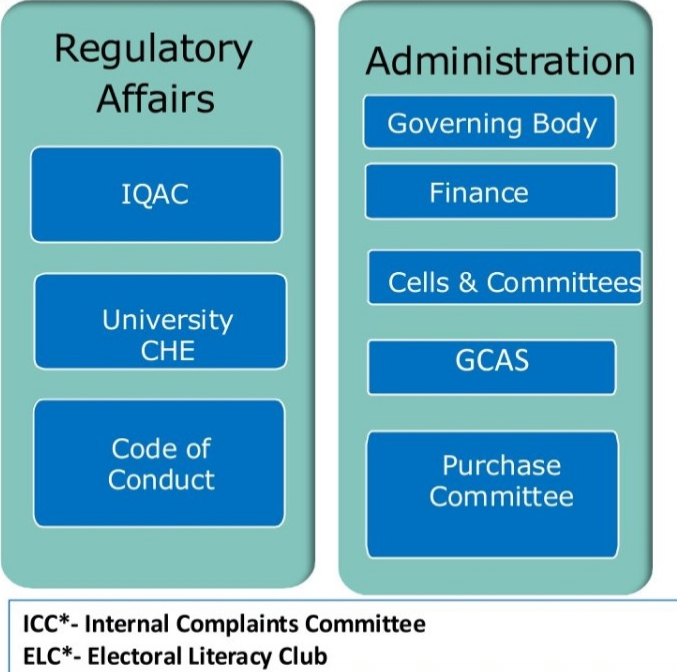 Regulatory
Affairs
IQAC
University
CHE
Code of
Conduct
Administration
Governing Body
Finance
Cells & Committees
GCAS
Purchase
Committee
ICC*- Internal Complaints Committee
ELC*- Electoral Literacy Club